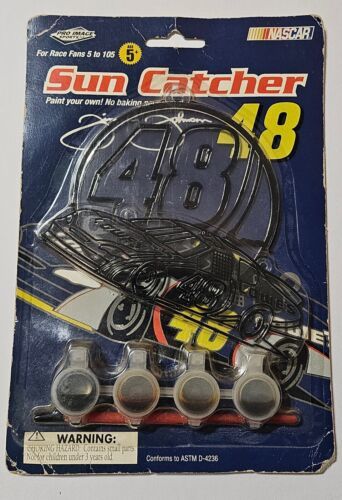 PRO IMAGE
SPORTS
NASCAR
For Race Fans 5 to 105
AGE
5+
Sun Catcher
Paint your own! No baking
48
48
48
48
WARNING:
CHOKING HAZARD. Contains small parts.
Not for children under 3 years old.
Conforms to ASTM D-4236